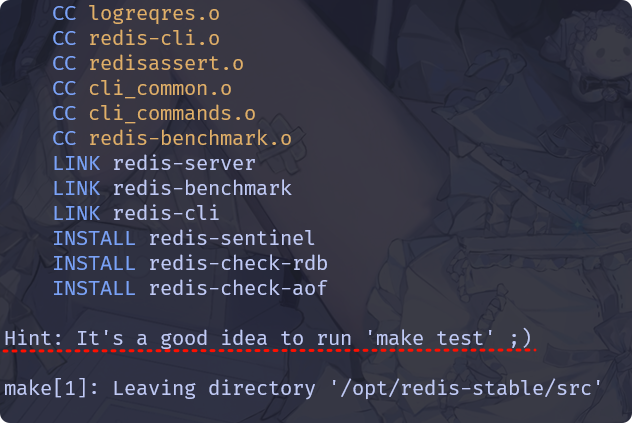 CC logreqres.o
CC redis-cli.o
CC redisassert.o
CC cli_common.o
CC cli_commands.o
CC redis-benchmark.o
LINK redis-server
LINK redis-benchmark
LINK redis-cli
INSTALL redis-sentinel
INSTALL redis-check-rdb
INSTALL redis-check-aof
Hint: It's a good idea to run 'make test' ;)
make[1]: Leaving directory '/opt/redis-stable/src'